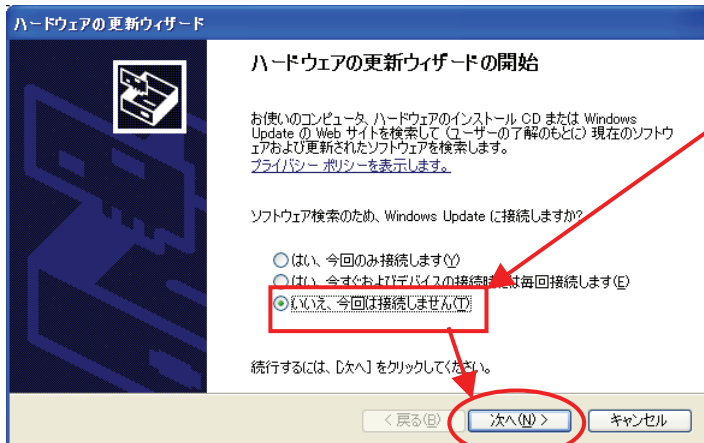 ハードウェアの更新ウィザード
ハードウェアの更新ウィザードの開始
お使いのコンピュータ、ハードウェアのインストール CD または Windows
Update の Web サイトを検索して (ユーザーの了解のもとに) 現在のソフトウ
ェアおよび更新されたソフトウェアを検索します。
プライバシー ポリシーを表示します。
ソフトウェア検索のため、Windows Update に接続しますか?
はい、今回のみ接続します(Y)
はい、今すぐおよびデバイスの接続時には毎回接続します(E)
いいえ、今回は接続しません(T)
続行するには、[次へ] をクリックしてください。
< 戻る(B)
次へ(N) >
キャンセル